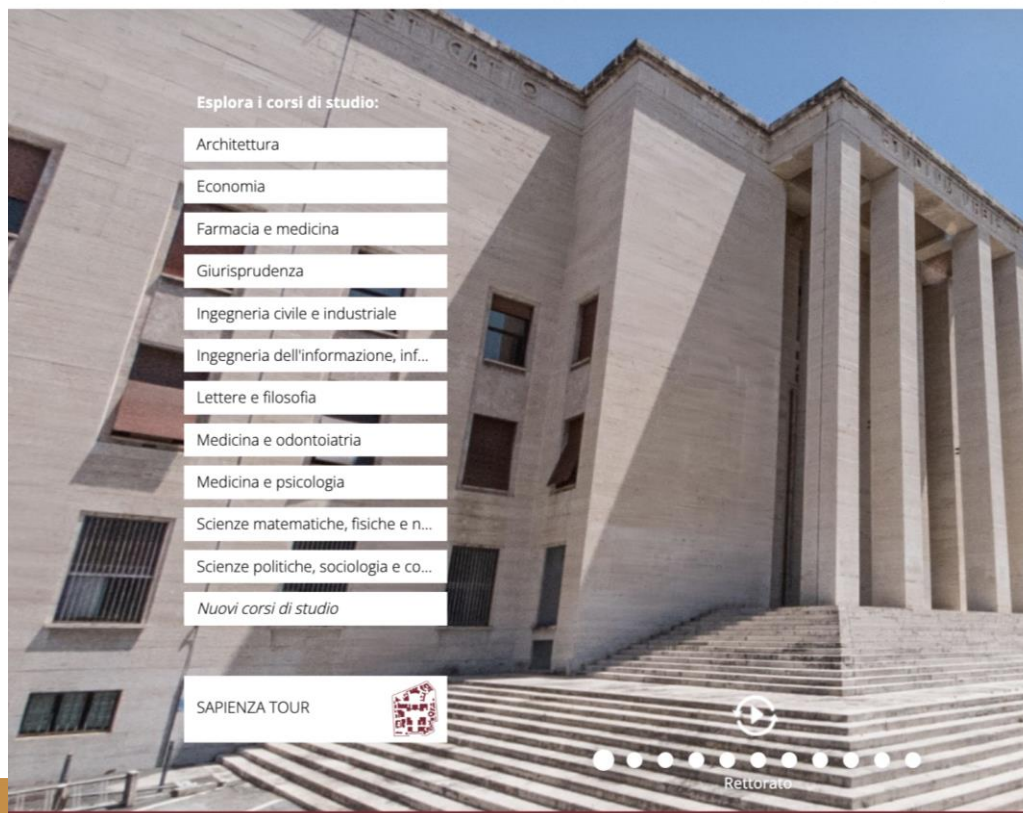 STIGATIO
Esplora i corsi di studio:
Architettura
Economia
Farmacia e medicina
Giurisprudenza
Ingegneria civile e industriale
Ingegneria dell'informazione, inf...
Lettere e filosofia
Medicina e odontoiatria
Medicina e psicologia
Scienze matematiche, fisiche e n...
Scienze politiche, sociologia e co...
Nuovi corsi di studio
SAPIENZA TOUR
Rettorato